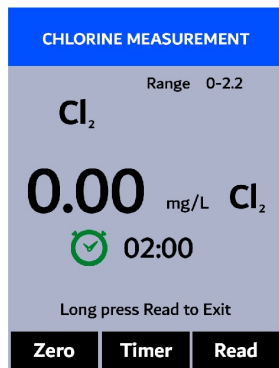 CHLORINE MEASUREMENT
Range 0-2.2
Cl₂
0.00 mg/L Cl₂
02:00
Long press Read to Exit
Zero Timer Read